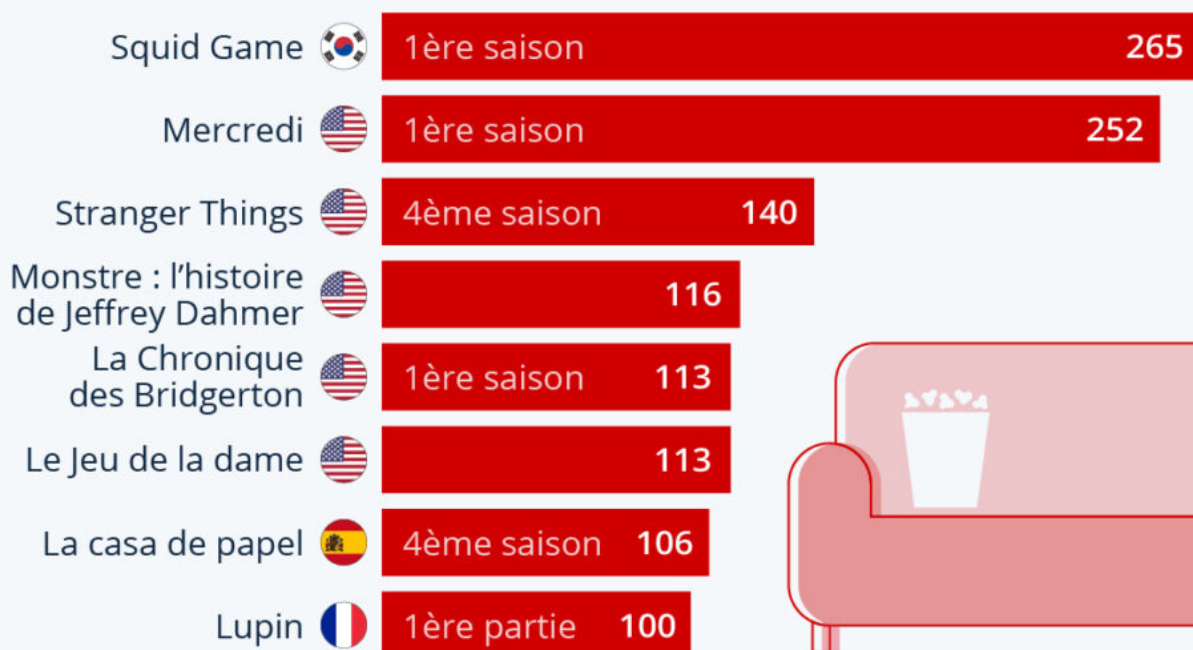 Squid Game 1ère saison 265
Mercredi 1ère saison 252
Stranger Things 4ème saison 140
Monstre : l’histoire
de Jeffrey Dahmer 116
La Chronique
des Bridgerton 1ère saison 113
Le Jeu de la dame 113
La casa de papel 4ème saison 106
Lupin 1ère partie 100